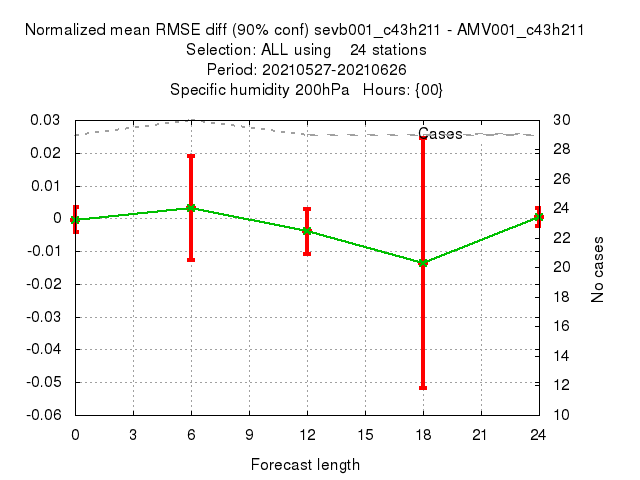 Normalized mean RMSE diff (90% conf) sevb001_c43h211 - AMV001_c43h211
Selection: ALL using 24 stations
Period: 20210527-20210626
Specific humidity 200hPa Hours: {00}
0.03
0.02
0.01
0
-0.01
-0.02
-0.03
-0.04
-0.05
-0.06
Cases
30
28
26
24
22
20
18
16
14
12
10
No cases
0 3 6 9 12 15 18 21 24
Forecast length